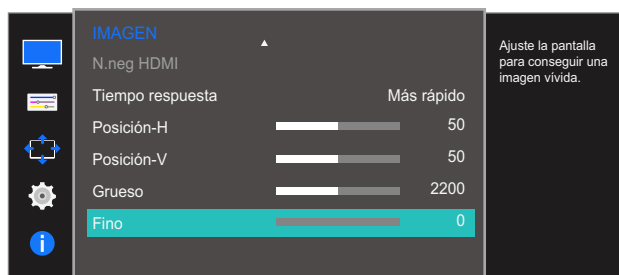 IMAGEN
N.neg HDMI
Tiempo respuesta Más rápido
Posición-H 50
Posición-V 50
Grueso 2200
Fino 0
Ajuste la pantalla
para conseguir una
imagen vívida.